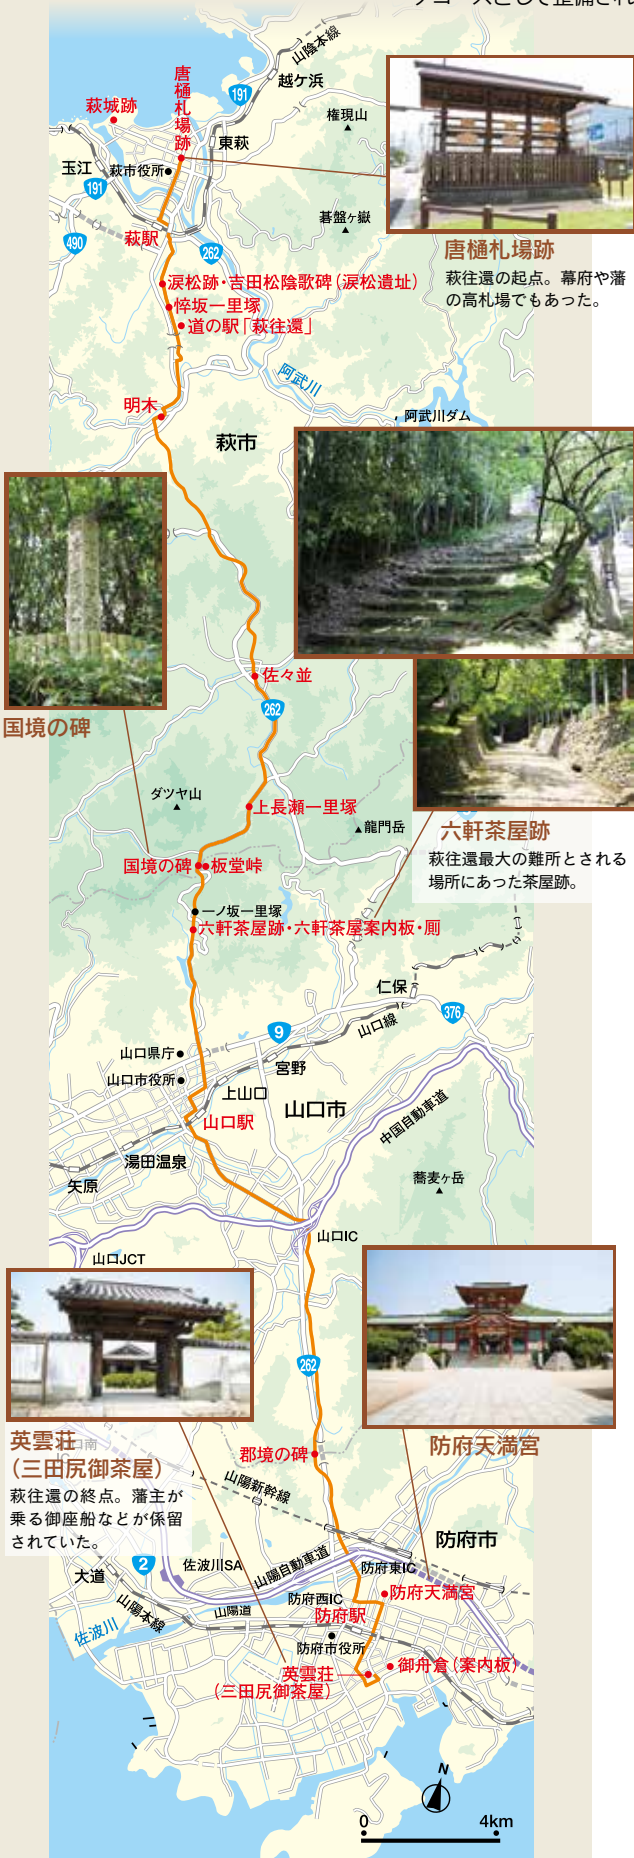 山陰本線
越ケ浜
191
唐樋札場跡
萩城跡
権現山
東萩
玉江
萩市役所
191
碁盤ヶ嶽
490
萩駅
262
唐樋札場跡
萩往還の起点。幕府や藩
の高札場でもあった。
涙松跡・吉田松陰歌碑（涙松遺址）
悴坂一里塚
道の駅「萩往還」
阿武川
明木
阿武川ダム
萩市
佐々並
262
国境の碑
ダツヤ山
上長瀬一里塚
龍門岳
六軒茶屋跡
萩往還最大の難所とされる
場所にあった茶屋跡。
国境の碑
板堂峠
一ノ坂一里塚
六軒茶屋跡・六軒茶屋案内板・厠
仁保
376
山口線
9
山口県庁
宮野
山口市役所
上山口
山口市
山口駅
中国自動車道
湯田温泉
矢原
蕎麦ヶ岳
山口IC
山口JCT
262
英雲荘
（三田尻御茶屋）
萩往還の終点。藩主が
乗る御座船などが係留
されていた。
防府天満宮
郡境の碑
山陽新幹線
防府市
2
佐波川SA
山陽自動車道
防府東IC
大道
防府天満宮
防府西IC
山陽本線
山陽道
防府駅
佐波川
防府市役所
御舟倉（案内板）
英雲荘
（三田尻御茶屋）
N
0
4km